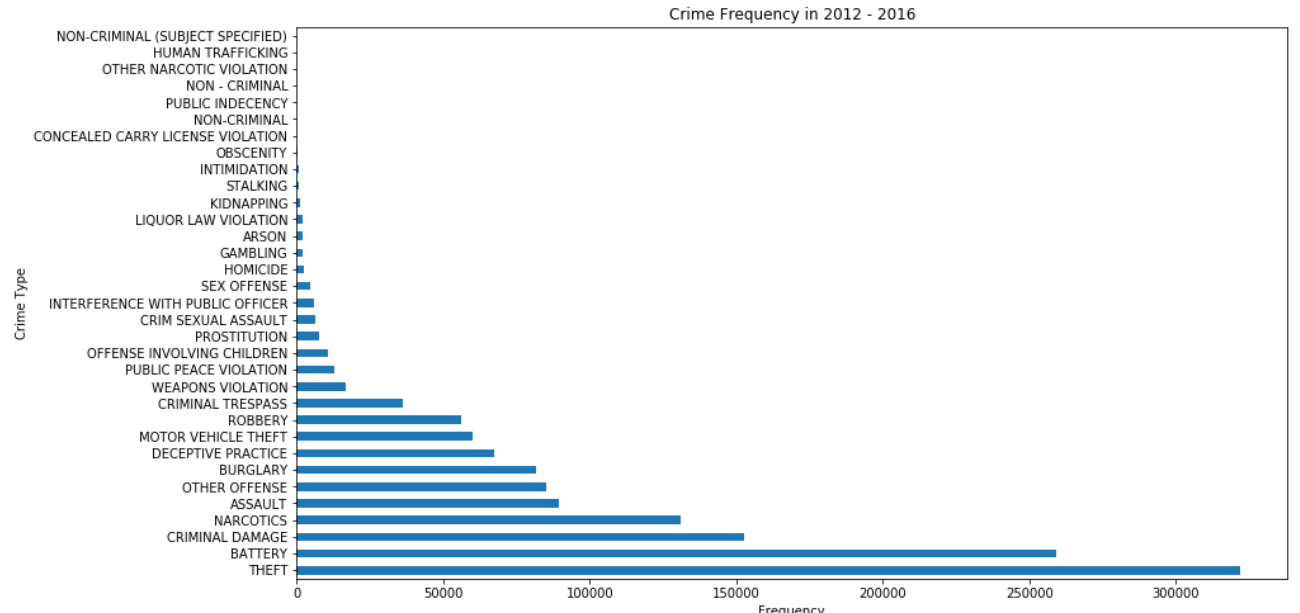 Crime Frequency in 2012 - 2016
NON-CRIMINAL (SUBJECT SPECIFIED)
HUMAN TRAFFICKING
OTHER NARCOTIC VIOLATION
NON - CRIMINAL
PUBLIC INDECENCY
NON-CRIMINAL
CONCEALED CARRY LICENSE VIOLATION
OBSCENITY
INTIMIDATION
STALKING
KIDNAPPING
LIQUOR LAW VIOLATION
ARSON
GAMBLING
HOMICIDE
SEX OFFENSE
INTERFERENCE WITH PUBLIC OFFICER
CRIM SEXUAL ASSAULT
PROSTITUTION
OFFENSE INVOLVING CHILDREN
PUBLIC PEACE VIOLATION
WEAPONS VIOLATION
CRIMINAL TRESPASS
ROBBERY
MOTOR VEHICLE THEFT
DECEPTIVE PRACTICE
BURGLARY
OTHER OFFENSE
ASSAULT
NARCOTICS
CRIMINAL DAMAGE
BATTERY
THEFT
Crime Type
0 50000 100000 150000 200000 250000 300000
Frequency